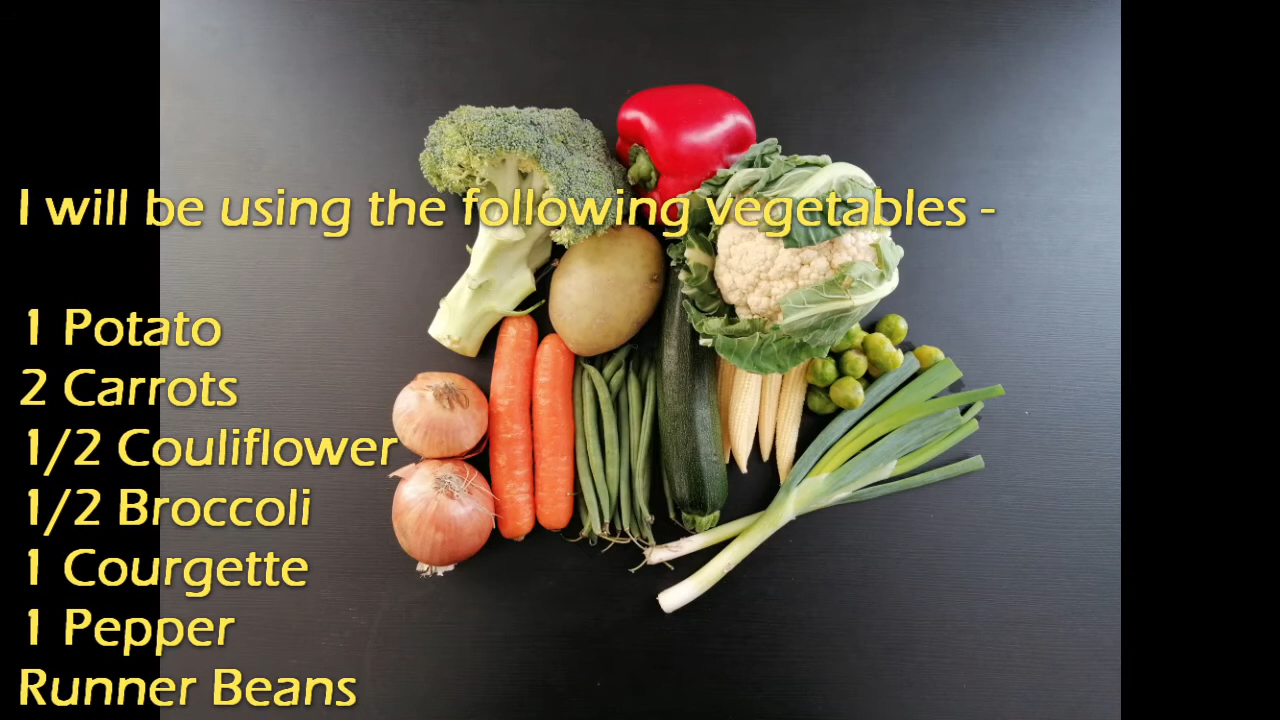 I will be using the following vegetables -
1 Potato
2 Carrots
1/2 Couliflower
1/2 Broccoli
1 Courgette
1 Pepper
Runner Beans